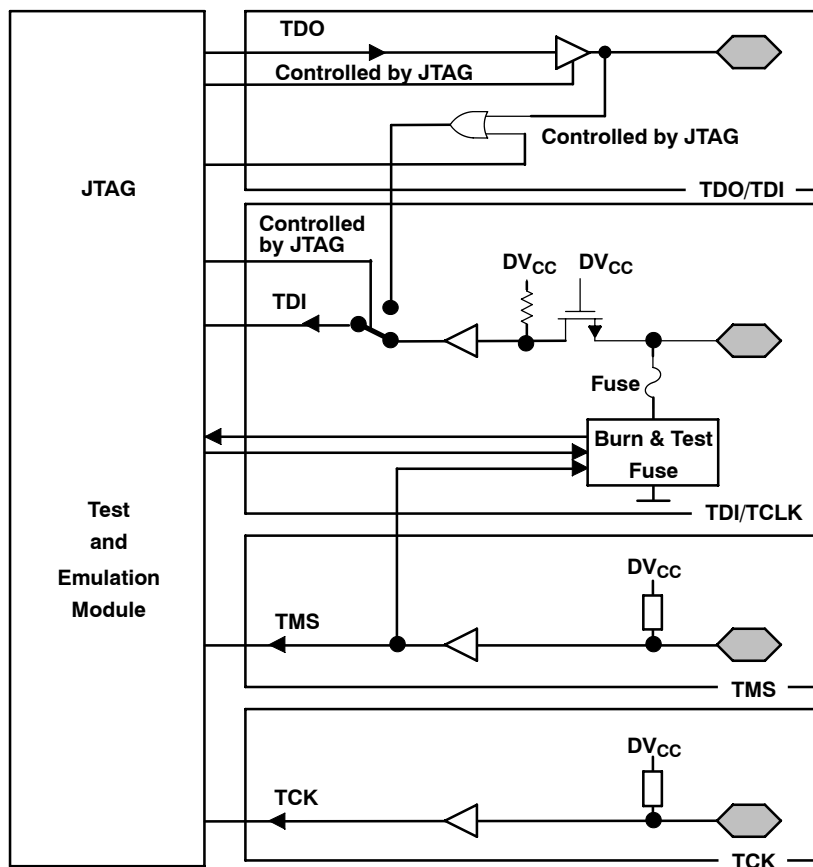 TDO
Controlled by JTAG
Controlled by JTAG
JTAG
TDO/TDI
Controlled
by JTAG
DVCC
DVCC
TDI
Fuse
Burn & Test
Fuse
TDI/TCLK
Test
and
Emulation
Module
DVCC
TMS
TMS
DVCC
TCK
TCK